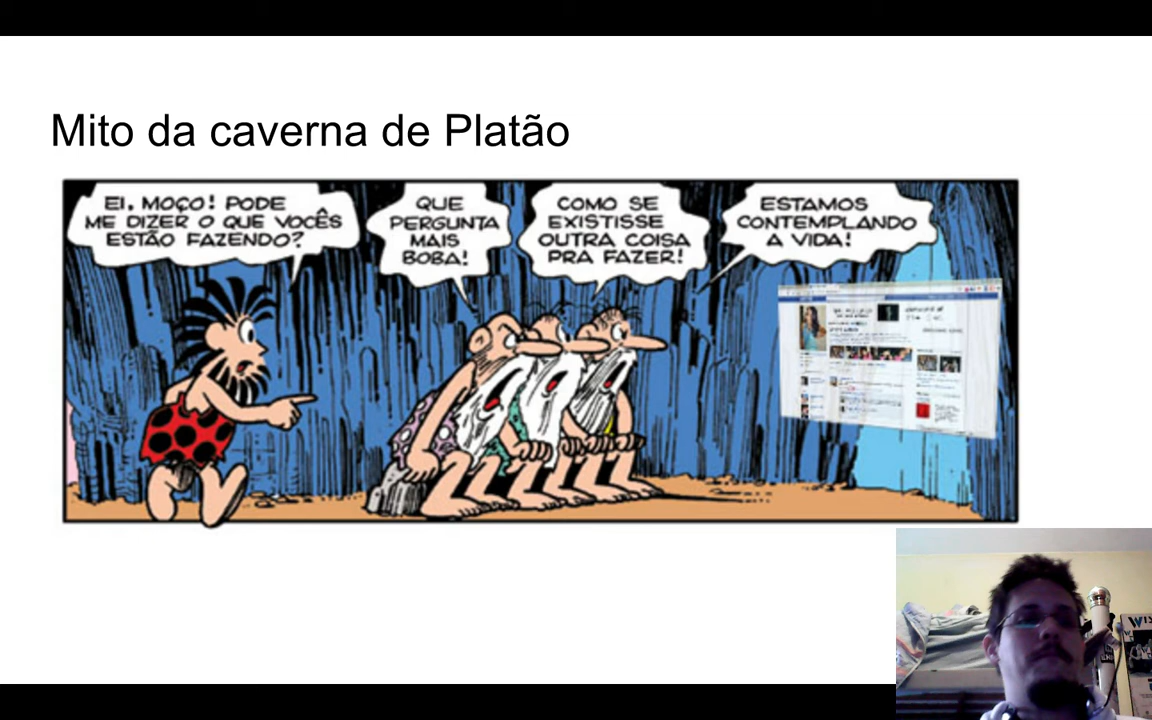 Mito da caverna de Platão
EI, MOÇO! PODE
ME DIZER O QUE VOCÊS
ESTÃO FAZENDO?
QUE
PERGUNTA
MAIS
BOBA!
COMO SE
EXISTISSE
OUTRA COISA
PRA FAZER!
ESTAMOS
CONTEMPLANDO
A VIDA!